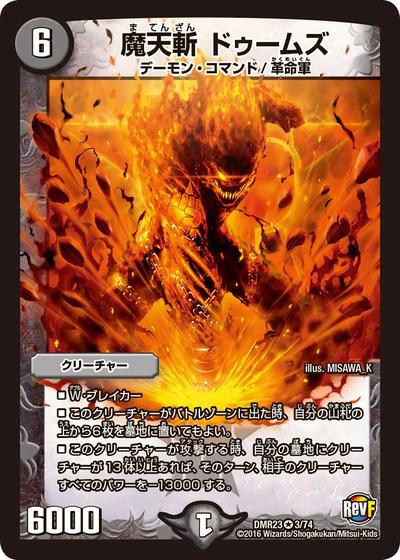 6
ま てん ざん
魔天斬 ドゥームズ
かくめいぐん
デーモン・コマンド/革命軍
クリーチャー
illus. MISAWA_K
ダブル
■W・ブレイカー
■このクリーチャーがバトルゾーンに出た時、自分の山札の
上から6枚を墓地に置いてもよい。
アタック
■このクリーチャーが攻撃する時、自分の墓地にクリー
チャーが13体以上あれば、そのターン、相手のクリーチャー
すべてのパワーを-13000する。
RevF
6000
1
DMR23 3/74
©2016 Wizards/Shogakukan/Mitsui-Kids